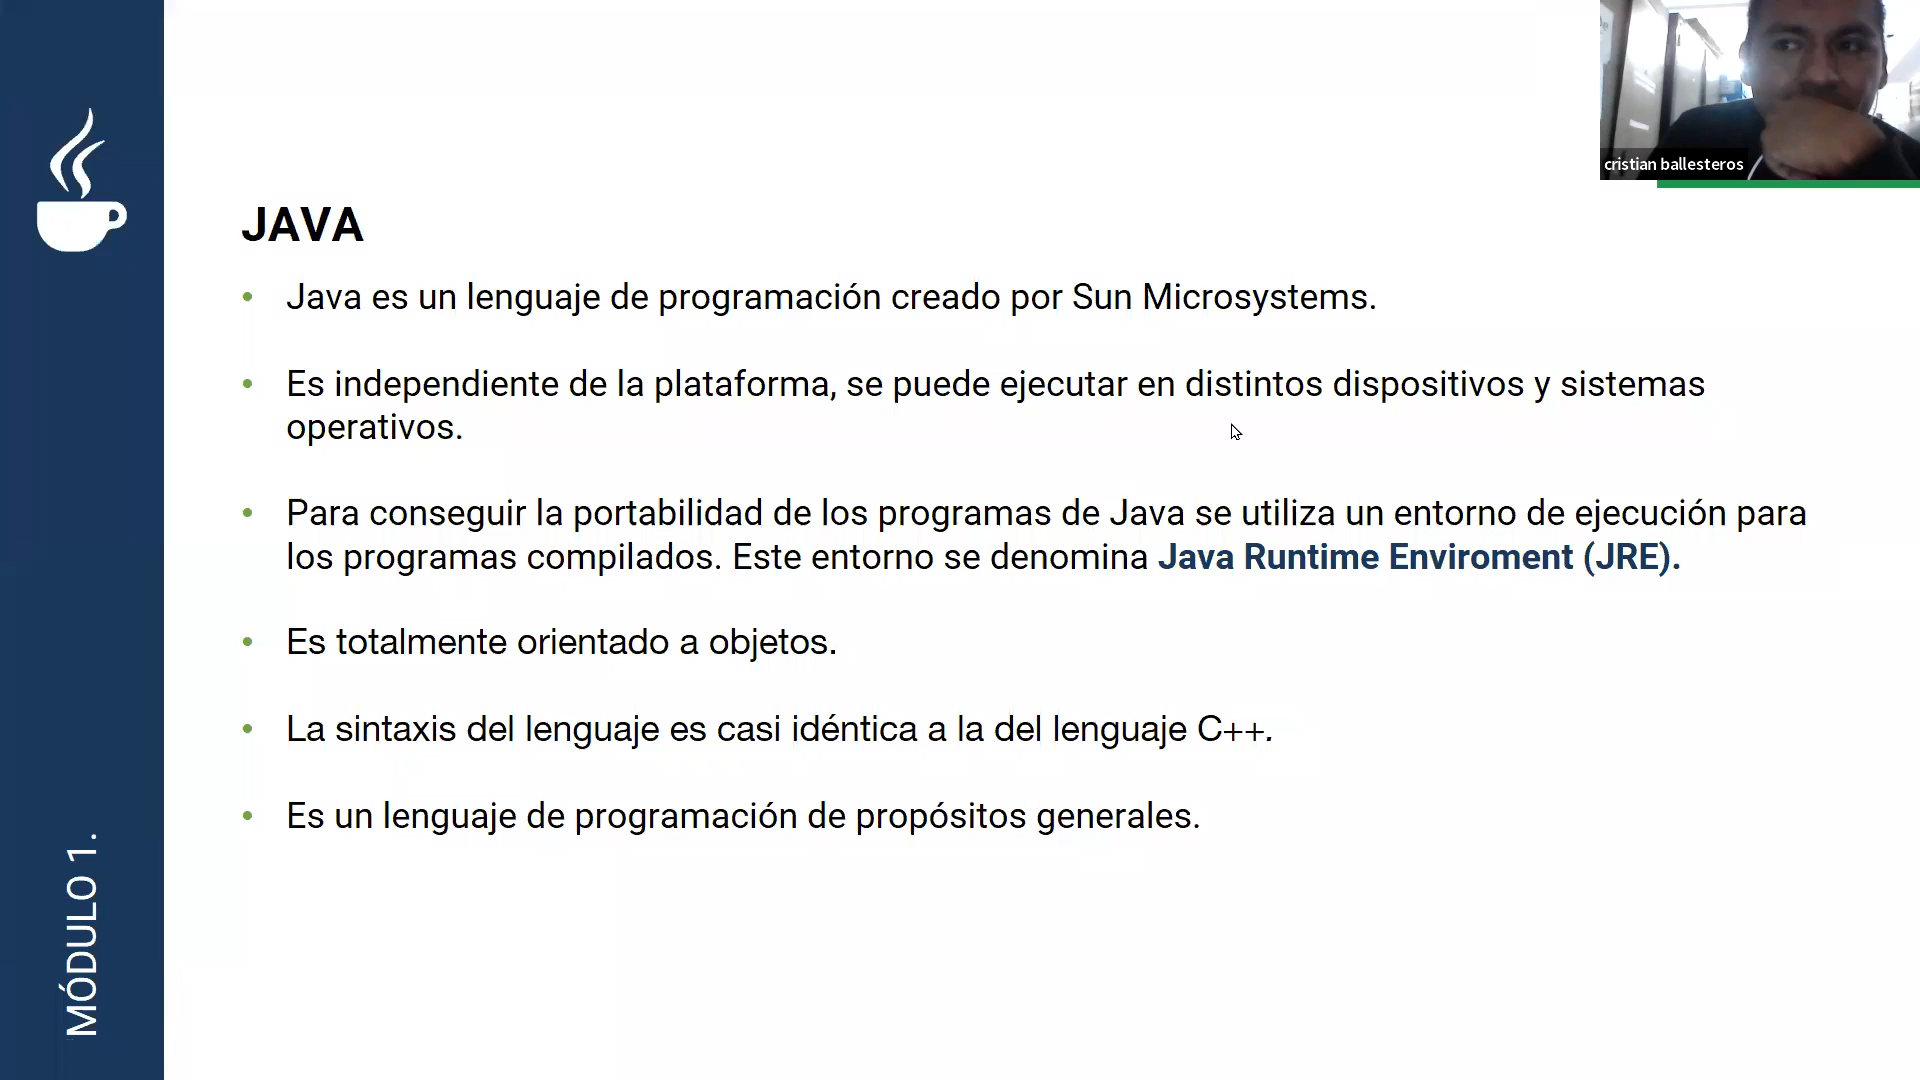 cristian ballesteros
JAVA
• Java es un lenguaje de programación creado por Sun Microsystems.
• Es independiente de la plataforma, se puede ejecutar en distintos dispositivos y sistemas
operativos.
• Para conseguir la portabilidad de los programas de Java se utiliza un entorno de ejecución para
los programas compilados. Este entorno se denomina Java Runtime Enviroment (JRE).
• Es totalmente orientado a objetos.
• La sintaxis del lenguaje es casi idéntica a la del lenguaje C++.
• Es un lenguaje de programación de propósitos generales.
MÓDULO 1.